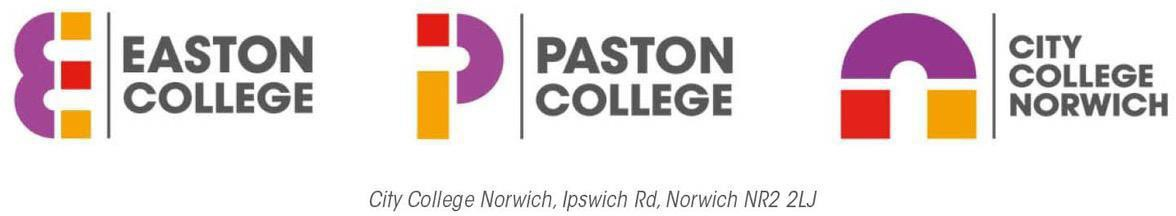 EASTON
COLLEGE
PASTON
COLLEGE
CITY
COLLEGE
NORWICH
City College Norwich, Ipswich Rd, Norwich NR2 2LJ